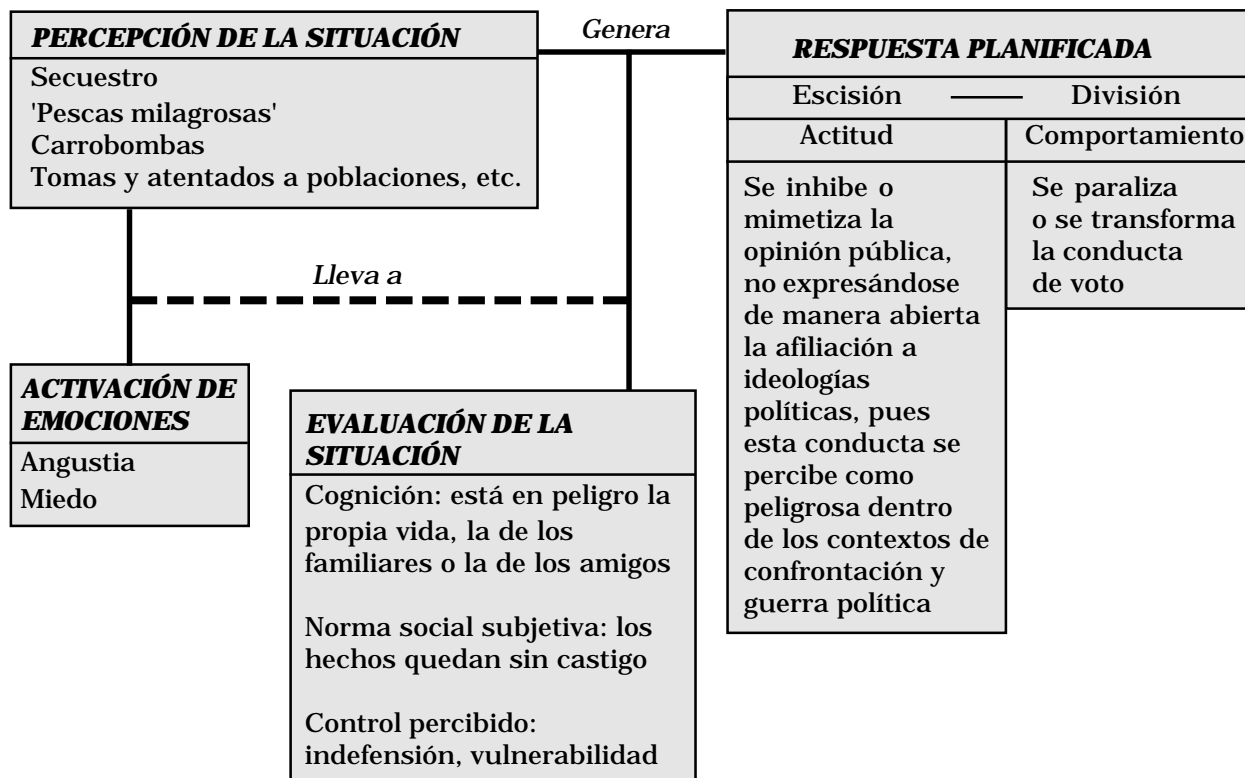 PERCEPCIÓN DE LA SITUACIÓN
Secuestro
'Pescas milagrosas'
Carrobombas
Tomas y atentados a poblaciones, etc.
Genera
RESPUESTA PLANIFICADA
Escisión —— División
Actitud
Se inhibe o
mimetiza la
opinión pública,
no expresándose
de manera abierta
la afiliación a
ideologías
políticas, pues
esta conducta se
percibe como
peligrosa dentro
de los contextos de
confrontación y
guerra política
Comportamiento
Se paraliza
o se transforma
la conducta
de voto
Lleva a
ACTIVACIÓN DE
EMOCIONES
Angustia
Miedo
EVALUACIÓN DE LA
SITUACIÓN
Cognición: está en peligro la
propia vida, la de los
familiares o la de los amigos
Norma social subjetiva: los
hechos quedan sin castigo
Control percibido:
indefensión, vulnerabilidad